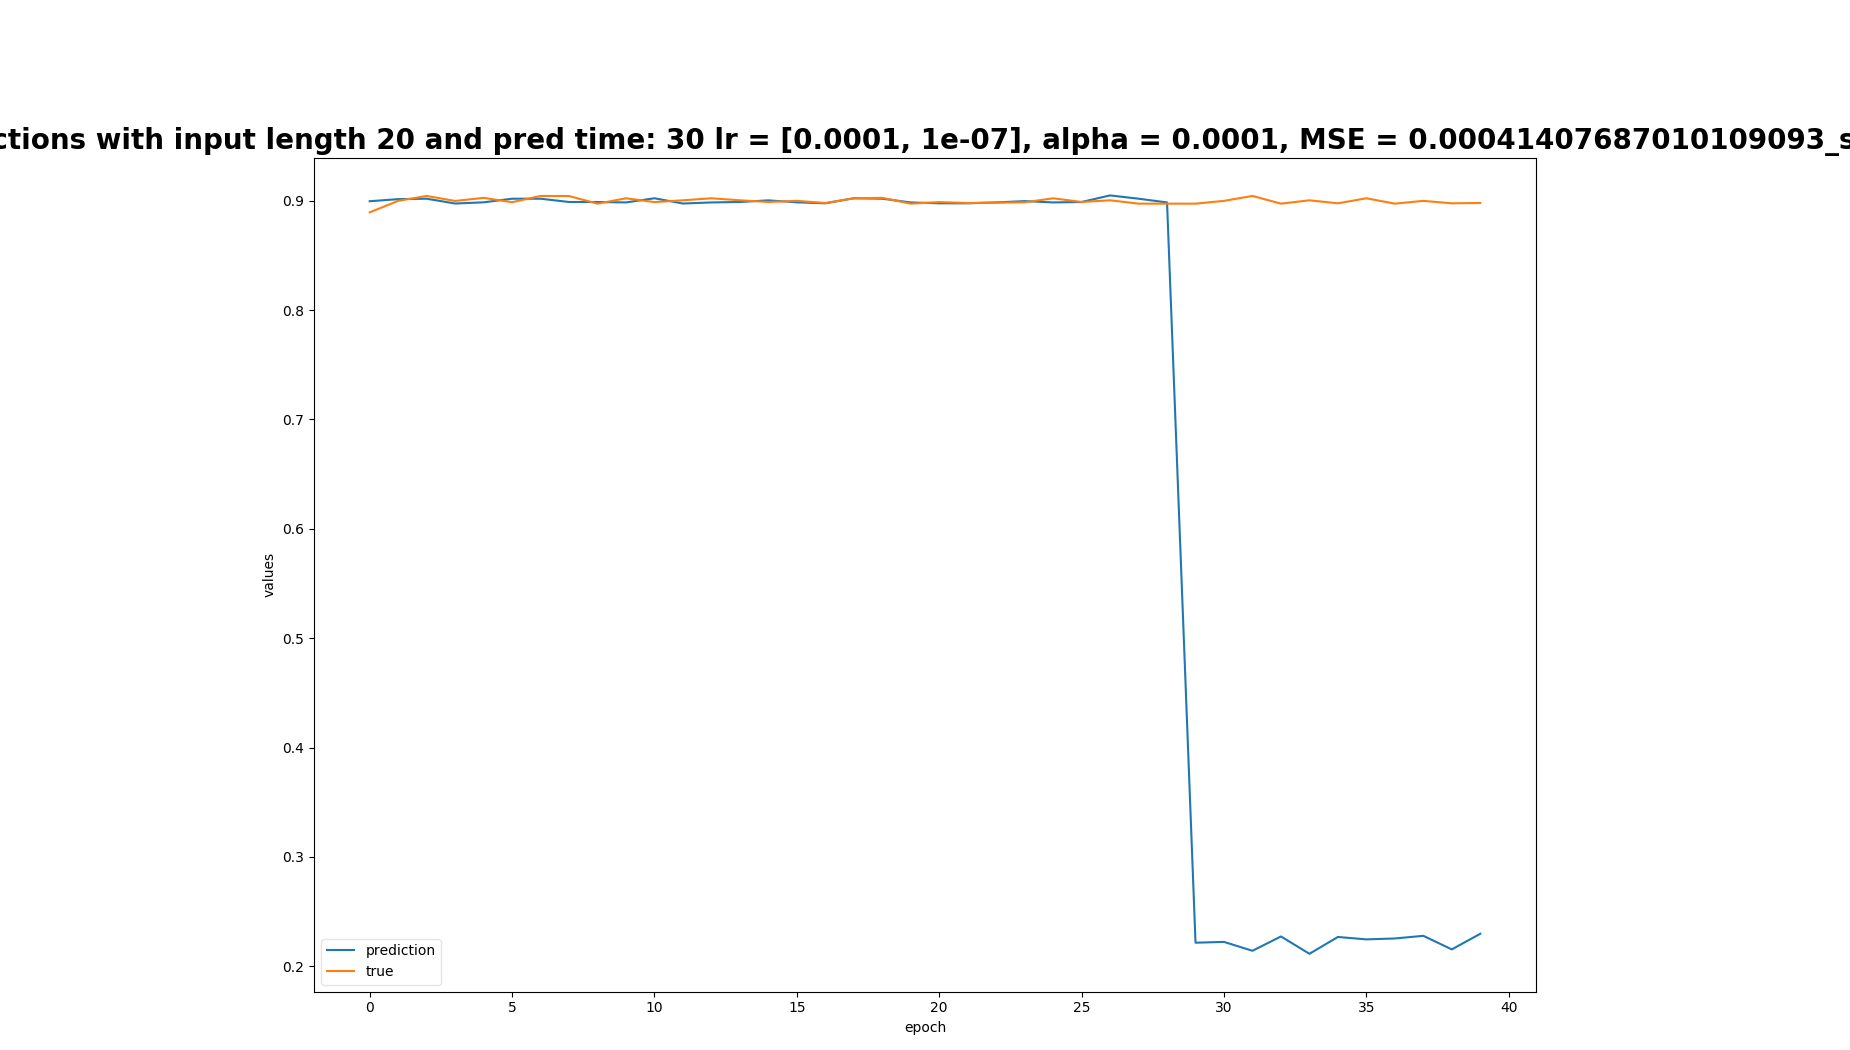 ctions with input length 20 and pred time: 30 lr = [0.0001, 1e-07], alpha = 0.0001, MSE = 0.00041407687010109093_s
0.9
0.8
0.7
0.6
0.5
0.4
0.3
0.2
values
prediction
true
0 5 10 15 20 25 30 35 40
epoch